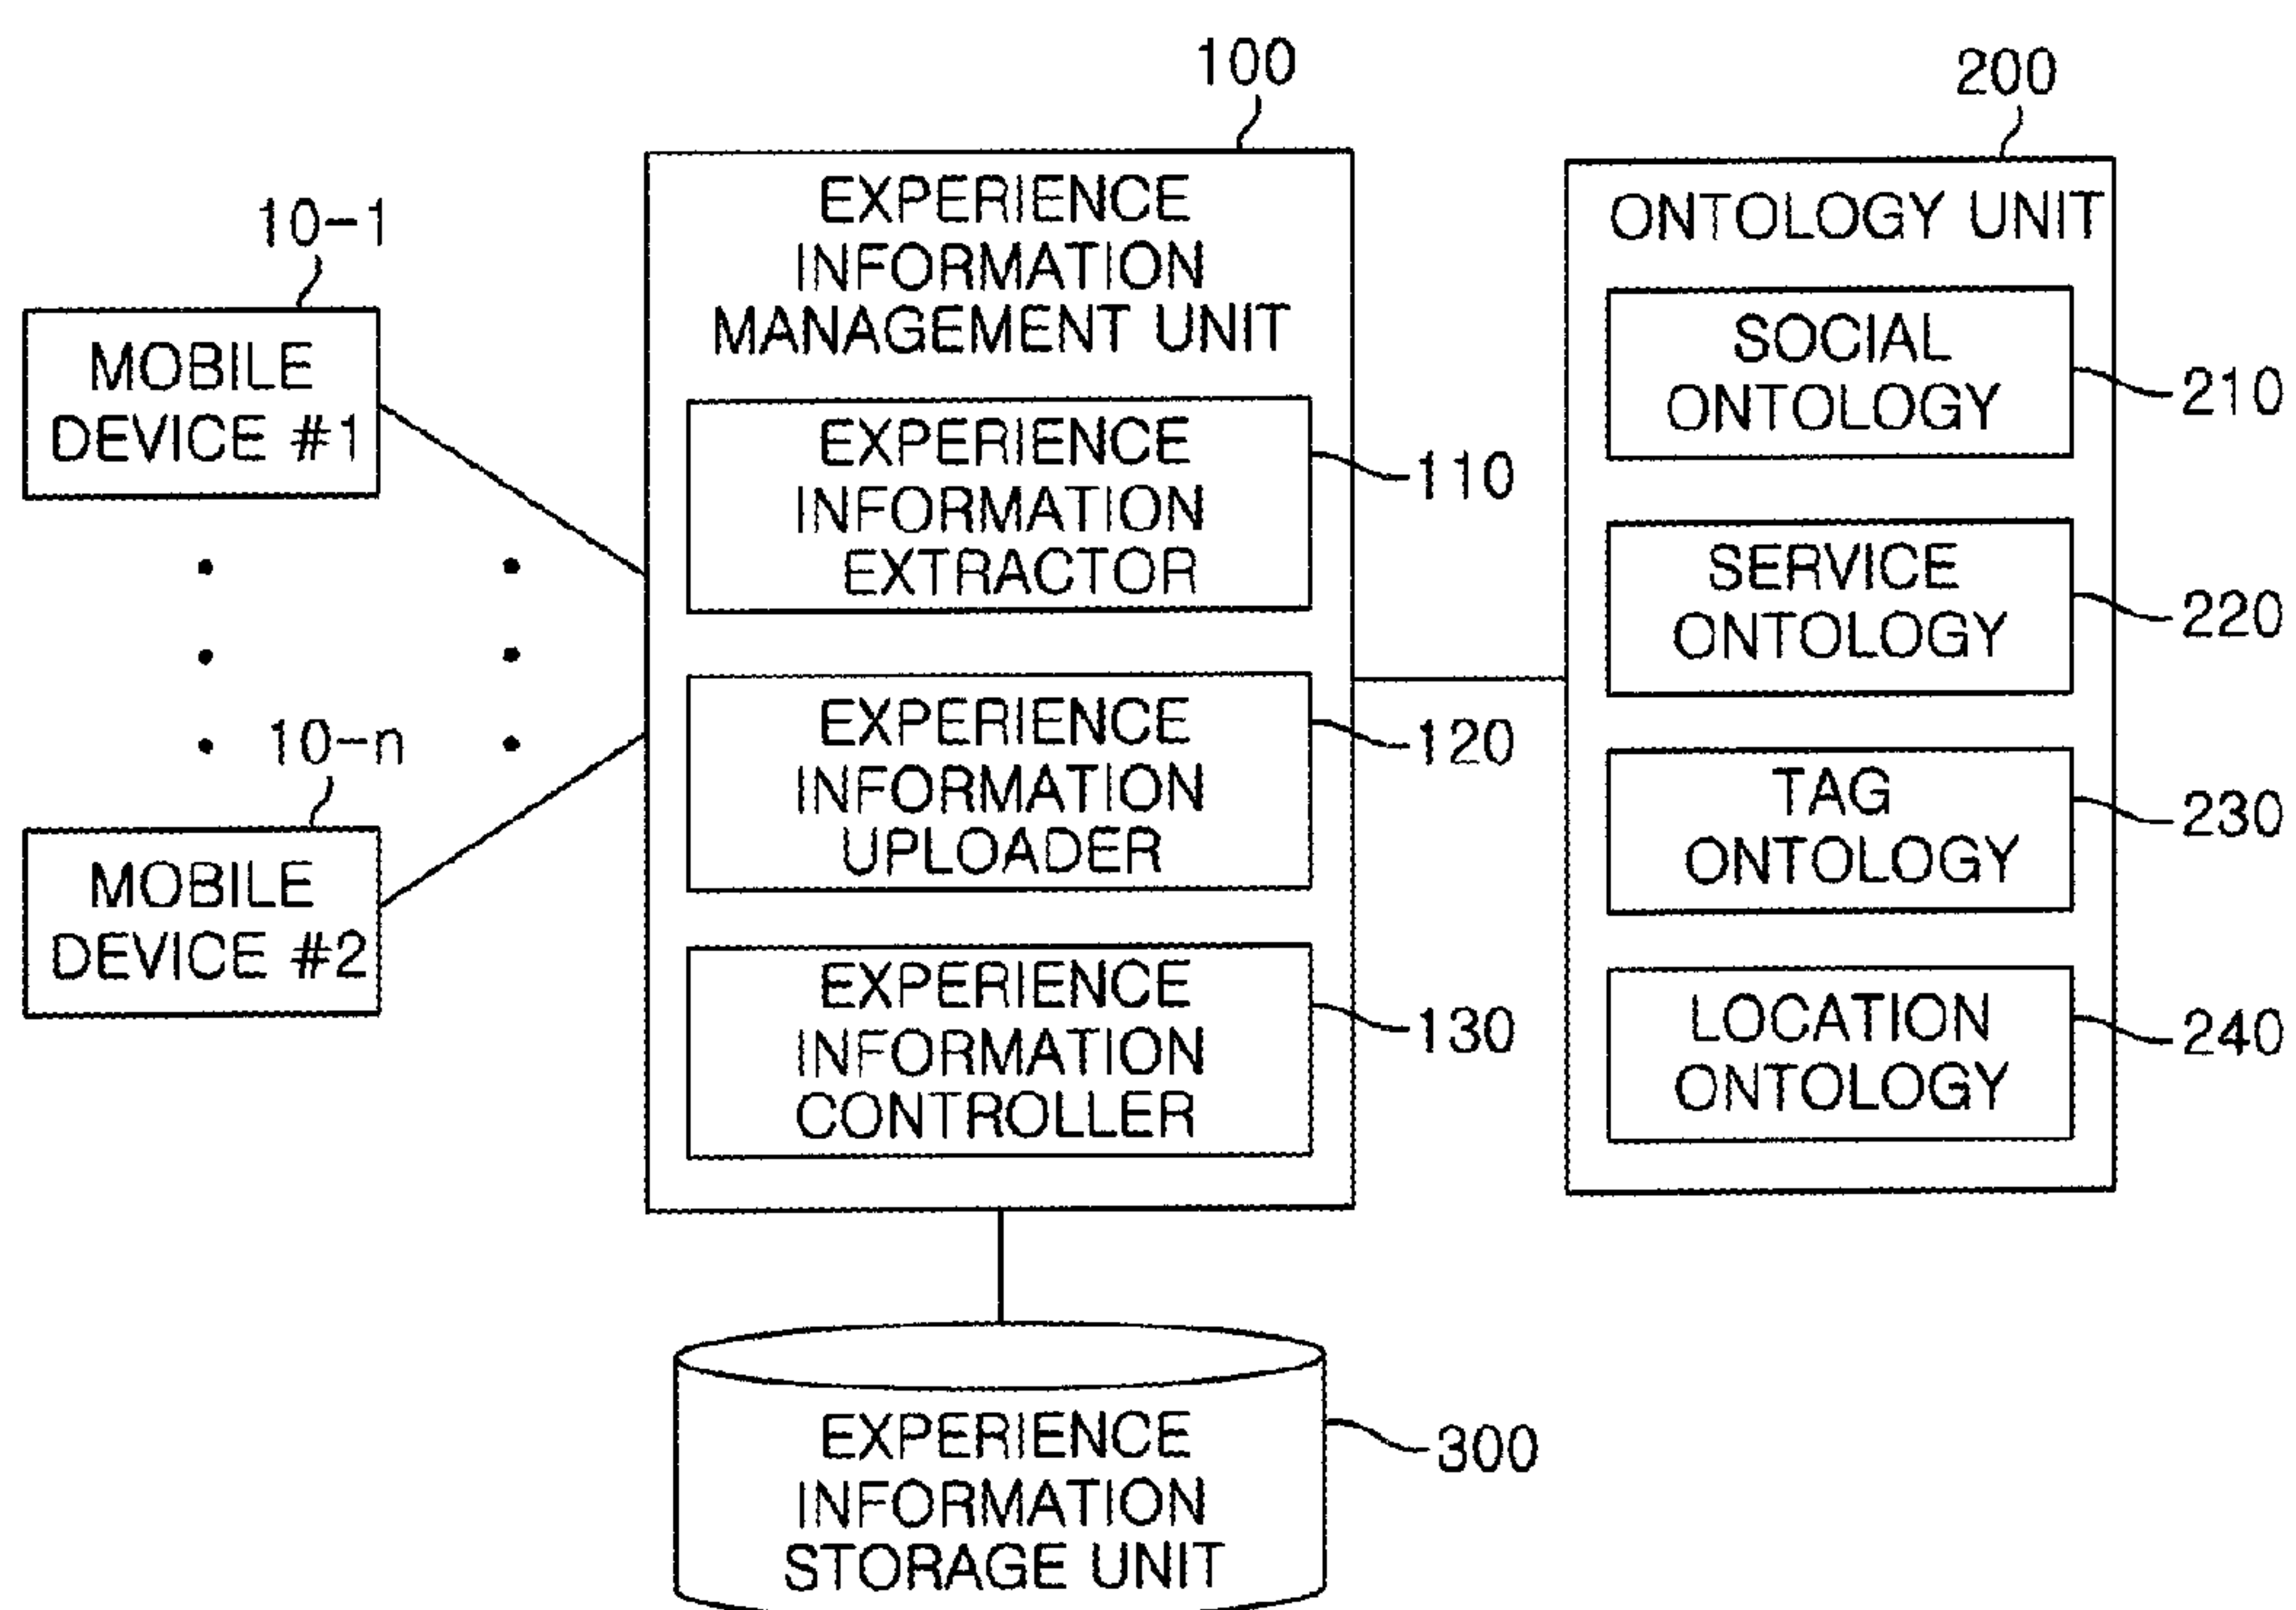 100
200
10-1
MOBILE
DEVICE #1
10-n
MOBILE
DEVICE #2
EXPERIENCE
INFORMATION
MANAGEMENT UNIT
EXPERIENCE
INFORMATION
EXTRACTOR
110
EXPERIENCE
INFORMATION
UPLOADER
120
EXPERIENCE
INFORMATION
CONTROLLER
130
ONTOLOGY UNIT
SOCIAL
ONTOLOGY
210
SERVICE
ONTOLOGY
220
TAG
ONTOLOGY
230
LOCATION
ONTOLOGY
240
EXPERIENCE
INFORMATION
STORAGE UNIT
300